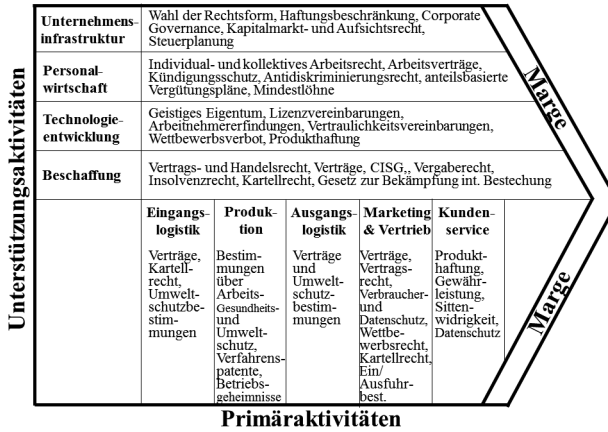 Unterstützungsaktivitäten
Unternehmens-
infrastruktur
Wahl der Rechtsform, Haftungsbeschränkung, Corporate
Governance, Kapitalmarkt- und Aufsichtsrecht,
Steuerplanung
Personal-
wirtschaft
Individual- und kollektives Arbeitsrecht, Arbeitsverträge,
Kündigungsschutz, Antidiskriminierungsrecht, anteilsbasierte
Vergütungspläne, Mindestlöhne
Technologie-
entwicklung
Geistiges Eigentum, Lizenzvereinbarungen,
Arbeitnehmererfindungen, Vertraulichkeitsvereinbarungen,
Wettbewerbsverbot, Produkthaftung
Beschaffung
Vertrags- und Handelsrecht, Verträge, CISG,, Vergaberecht,
Insolvenzrecht, Kartellrecht, Gesetz zur Bekämpfung int. Bestechung
Marge
Eingangs-
logistik
Verträge,
Kartell-
recht,
Umwelt-
schutzbe-
stim-
mungen
Produk-
tion
Bestim-
mungen
über
Arbeits-
Gesundheits-
und
Umwelt-
schutz,
Verfahrens-
patente,
Betriebs-
geheimnisse
Ausgangs-
logistik
Verträge
und
Umwelt-
schutz-
bestim-
mungen
Marketing
& Vertrieb
Verträge,
Vertrags-
recht,
Verbraucher-
und
Datenschutz,
Wettbe-
werbsrecht,
Kartellrecht,
Ein/
Ausfuhr-
best.
Kunden-
service
Produkt-
haftung,
Gewähr-
leistung,
Sitten-
widrigkeit,
Datenschutz
Marge
Primäraktivitäten